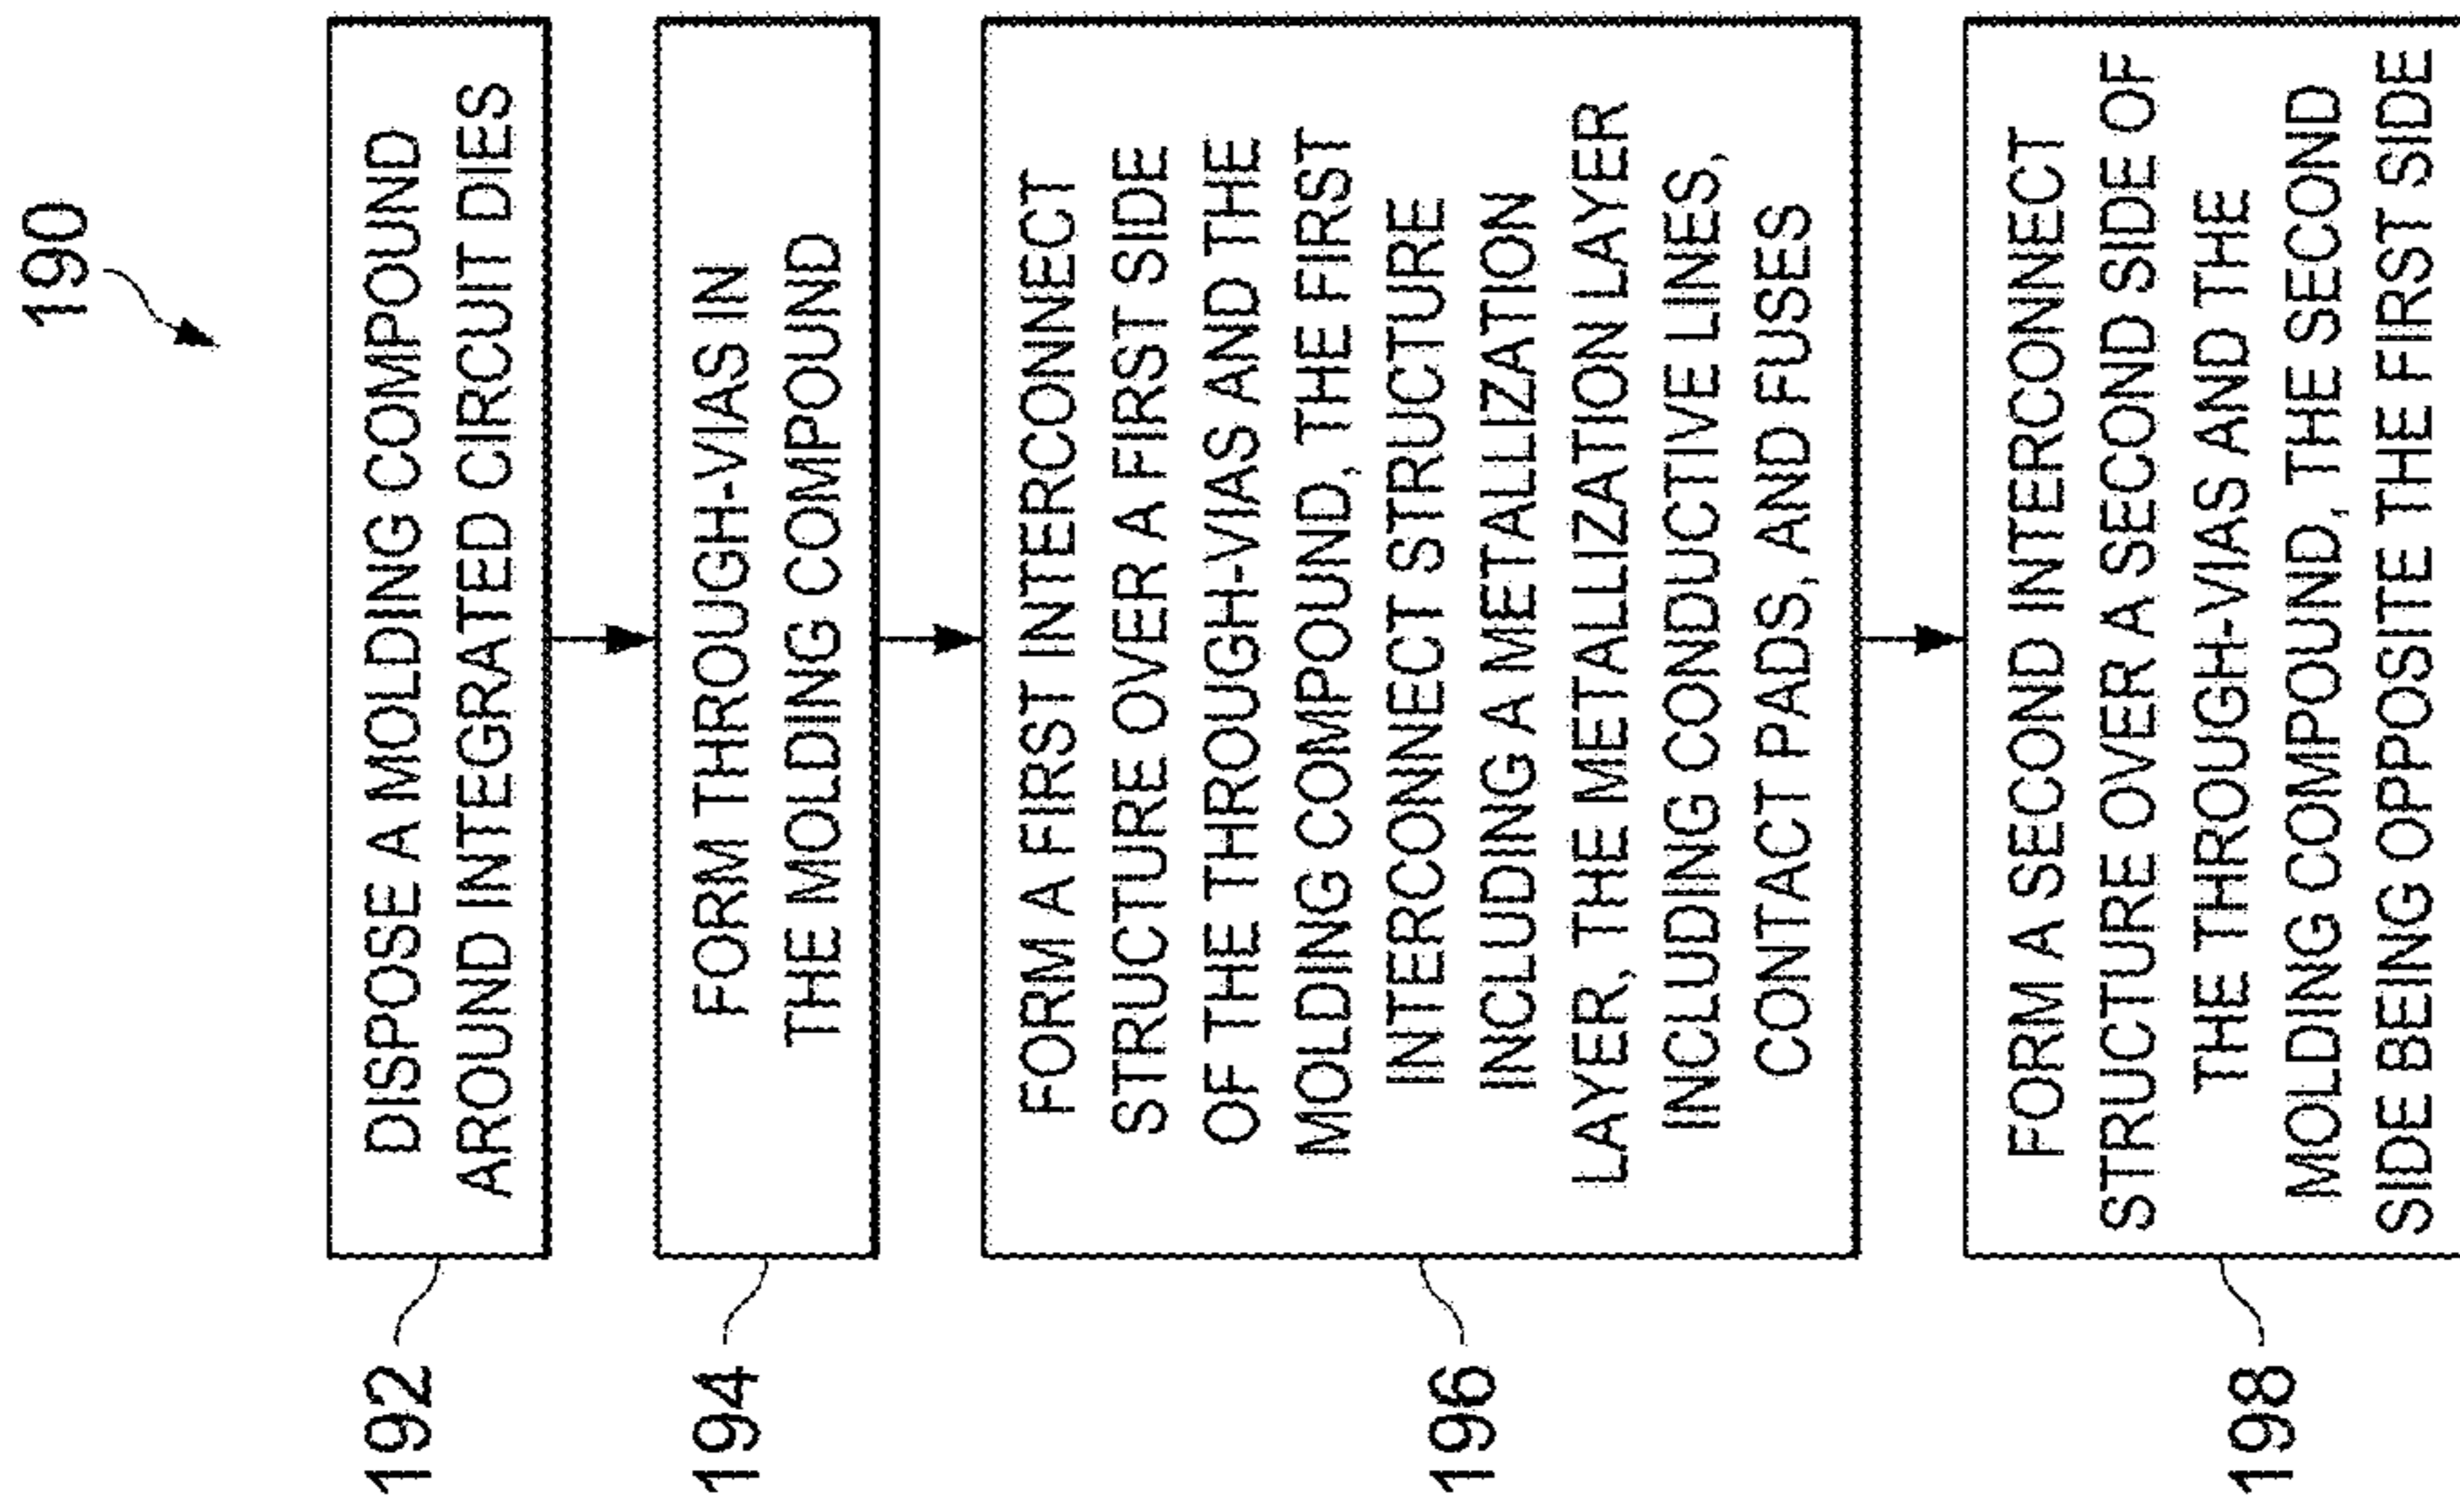 190
192
DISPOSE A MOLDING COMPOUND
AROUND INTEGRATED CIRCUIT DIES
194
FORM THROUGH-VIAS IN
THE MOLDING COMPOUND
196
FORM A FIRST INTERCONNECT
STRUCTURE OVER A FIRST SIDE
OF THE THROUGH-VIAS AND THE
MOLDING COMPOUND, THE FIRST
INTERCONNECT STRUCTURE
INCLUDING A METALLIZATION
LAYER, THE METALLIZATION LAYER
INCLUDING CONDUCTIVE LINES,
CONTACT PADS, AND FUSES
198
FORM A SECOND INTERCONNECT
STRUCTURE OVER A SECOND SIDE OF
THE THROUGH-VIAS AND THE
MOLDING COMPOUND, THE SECOND
SIDE BEING OPPOSITE THE FIRST SIDE